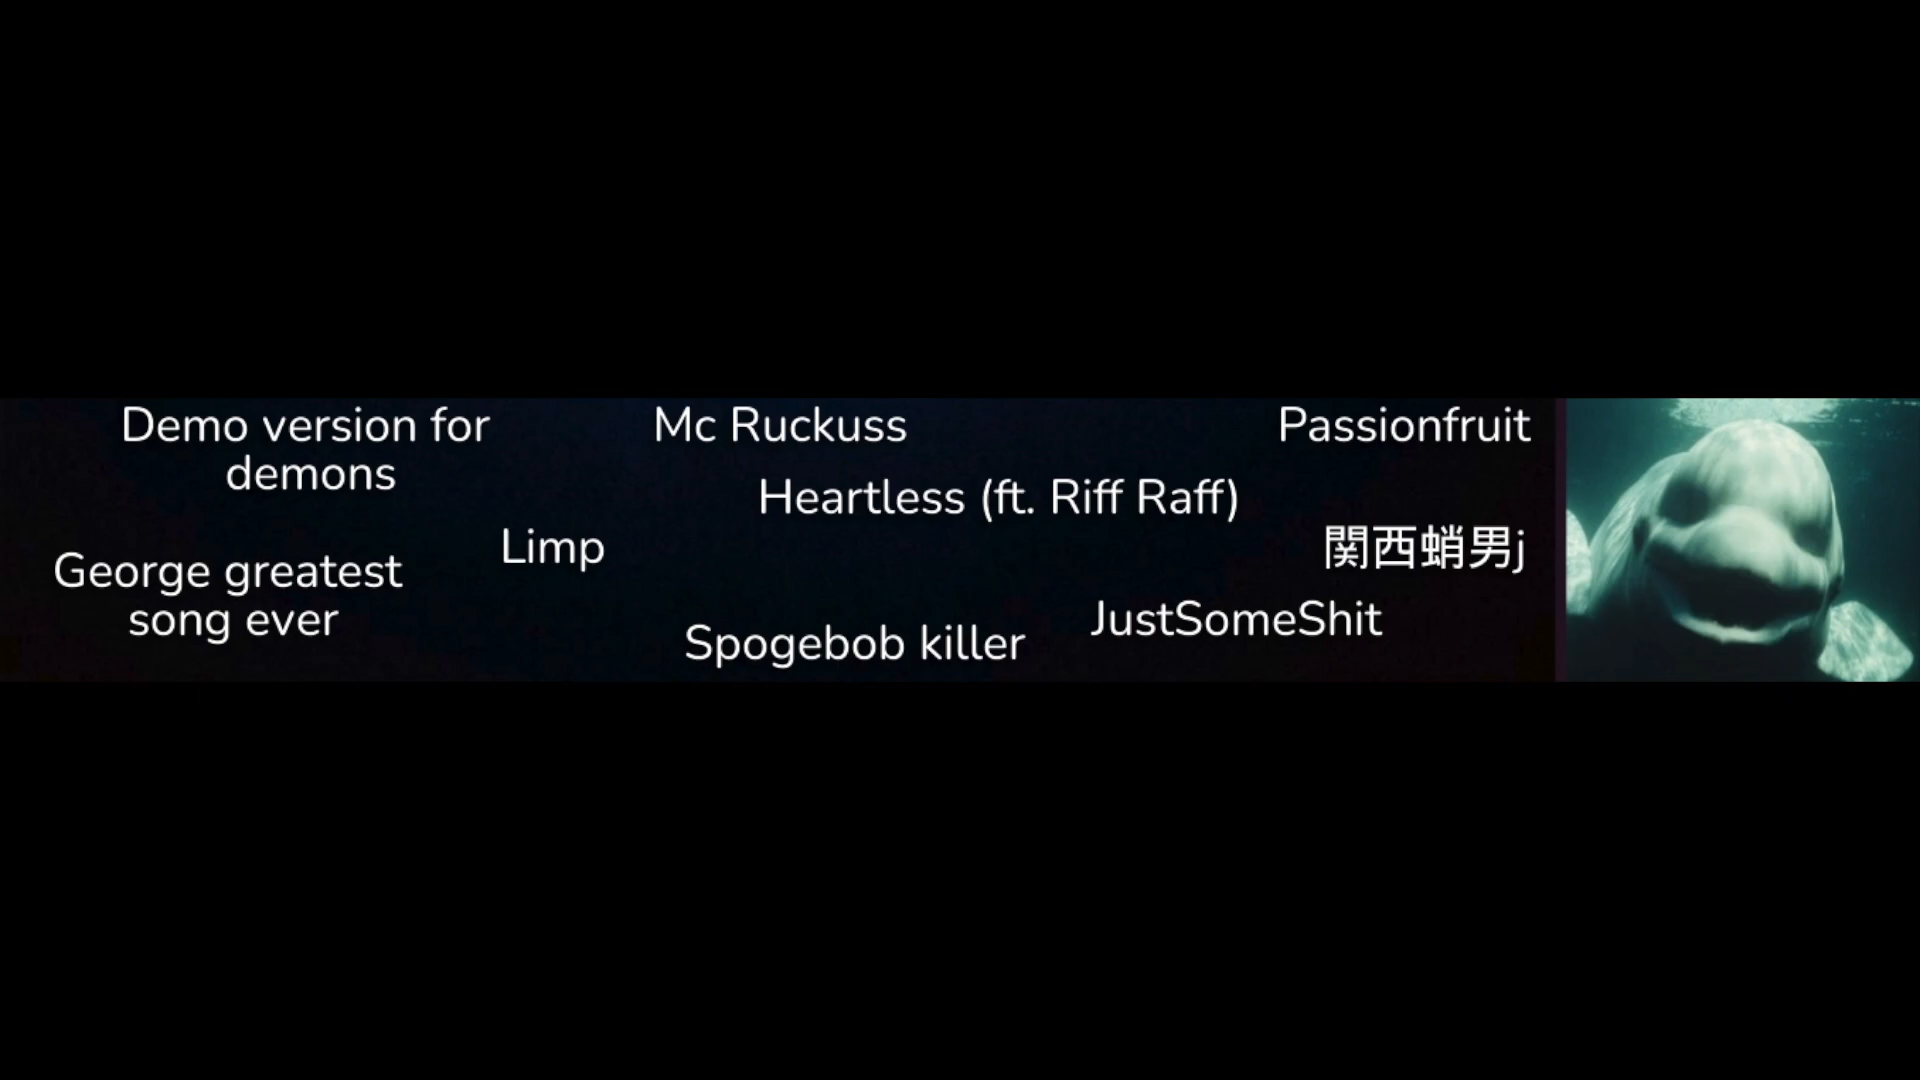 Demo version for
demons
Mc Ruckuss
Passionfruit
Heartless (ft. Riff Raff)
Limp
関西蛸男j
George greatest
song ever
JustSomeShit
Spogebob killer